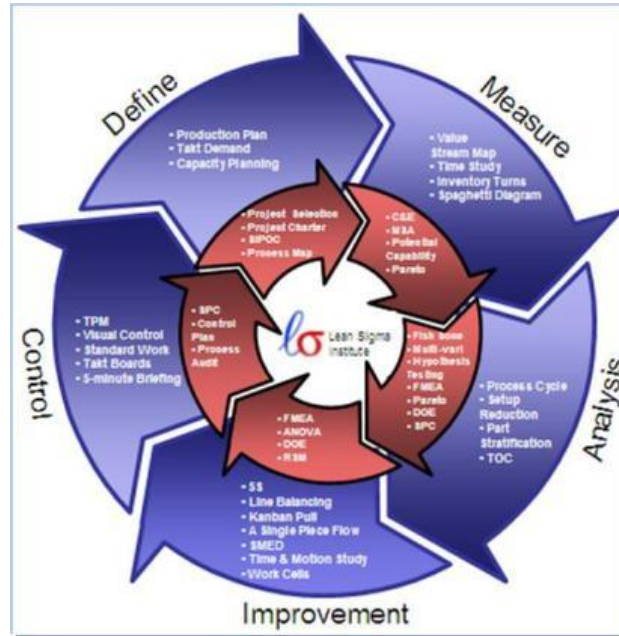 Define
• Production Plan
• Takt Demand
• Capacity Planning
Measure
• Value
Stream Map
• Time Study
• Inventory Turns
• Spaghetti Diagram
• Project Selection
• Project Charter
• SIPOC
• Process Map
• C&E
• MSA
• Potential
Capability
• Pareto
Control
• TPM
• Visual Control
• Standard Work
• Takt Boards
• 5-minute Briefing
• SPC
• Control
Plan
• Process
Audit
lσ Lean Sigma
Institute
• Fish bone
• Multi-vari
• Hypothesis
Testing
• FMEA
• Pareto
• DOE
• SPC
Analysis
• Process Cycle
• Setup
Reduction
• Part
Stratification
• TOC
• FMEA
• ANOVA
• DOE
• RSM
• 5S
• Line Balancing
• Kanban Pull
• A Single Piece Flow
• SMED
• Time & Motion Study
• Work Cells
Improvement